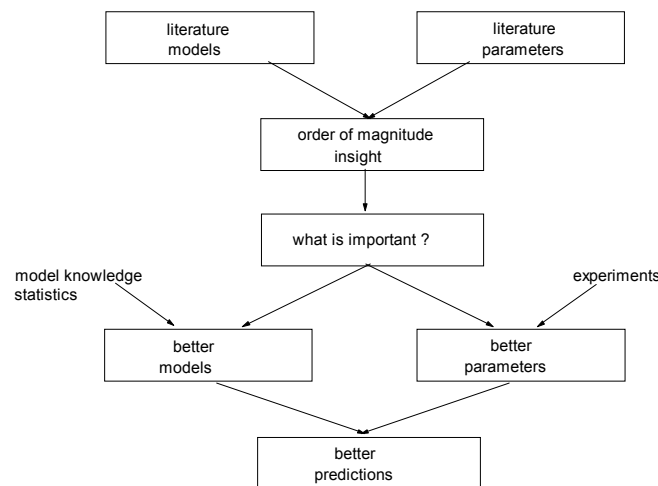 literature
models
literature
parameters
order of magnitude
insight
what is important ?
model knowledge
statistics
experiments
better
models
better
parameters
better
predictions